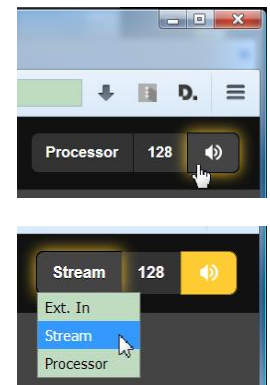 D.
Processor 128
Stream 128
Ext. In
Stream
Processor